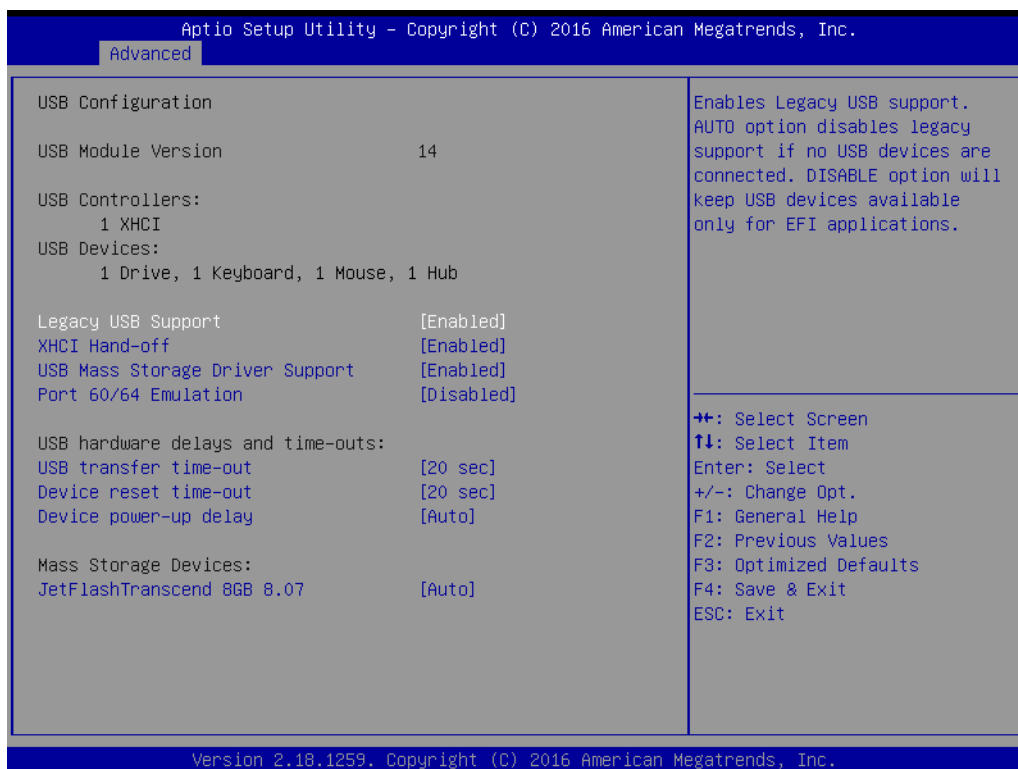 Aptio Setup Utility – Copyright (C) 2016 American Megatrends, Inc.
Advanced
USB Configuration
USB Module Version 14
USB Controllers:
1 XHCI
USB Devices:
1 Drive, 1 Keyboard, 1 Mouse, 1 Hub
Legacy USB Support [Enabled]
XHCI Hand-off [Enabled]
USB Mass Storage Driver Support [Enabled]
Port 60/64 Emulation [Disabled]
USB hardware delays and time-outs:
USB transfer time-out [20 sec]
Device reset time-out [20 sec]
Device power-up delay [Auto]
Mass Storage Devices:
JetFlashTranscend 8GB 8.07 [Auto]
Enables Legacy USB support.
AUTO option disables legacy
support if no USB devices are
connected. DISABLE option will
keep USB devices available
only for EFI applications.
→←: Select Screen
↑↓: Select Item
Enter: Select
+/-: Change Opt.
F1: General Help
F2: Previous Values
F3: Optimized Defaults
F4: Save & Exit
ESC: Exit
Version 2.18.1259. Copyright (C) 2016 American Megatrends, Inc.